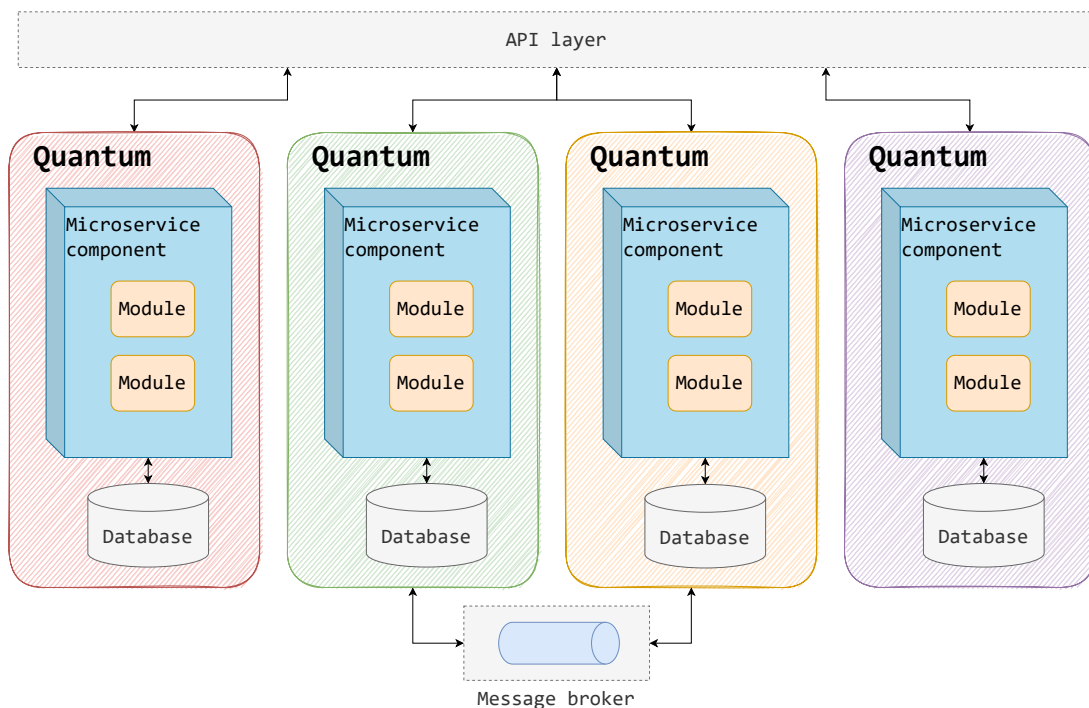 API layer
Quantum
Microservice
component
Module
Module
Database
Quantum
Microservice
component
Module
Module
Database
Quantum
Microservice
component
Module
Module
Database
Quantum
Microservice
component
Module
Module
Database
Message broker